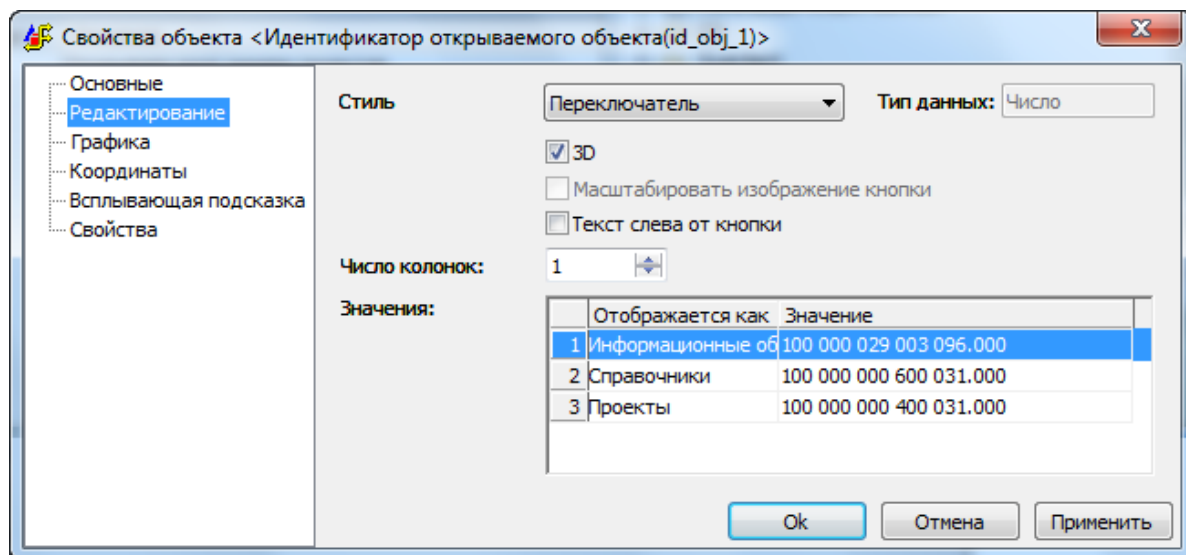 Свойства объекта <Идентификатор открываемого объекта(id_obj_1)>
Основные
Редактирование
Графика
Координаты
Всплывающая подсказка
Свойства
Стиль Переключатель Тип данных: Число
3D
Масштабировать изображение кнопки
Текст слева от кнопки
Число колонок: 1
Значения:
Отображается как Значение
1 Информационные об 100 000 029 003 096.000
2 Справочники 100 000 000 600 031.000
3 Проекты 100 000 000 400 031.000
Ok Отмена Применить